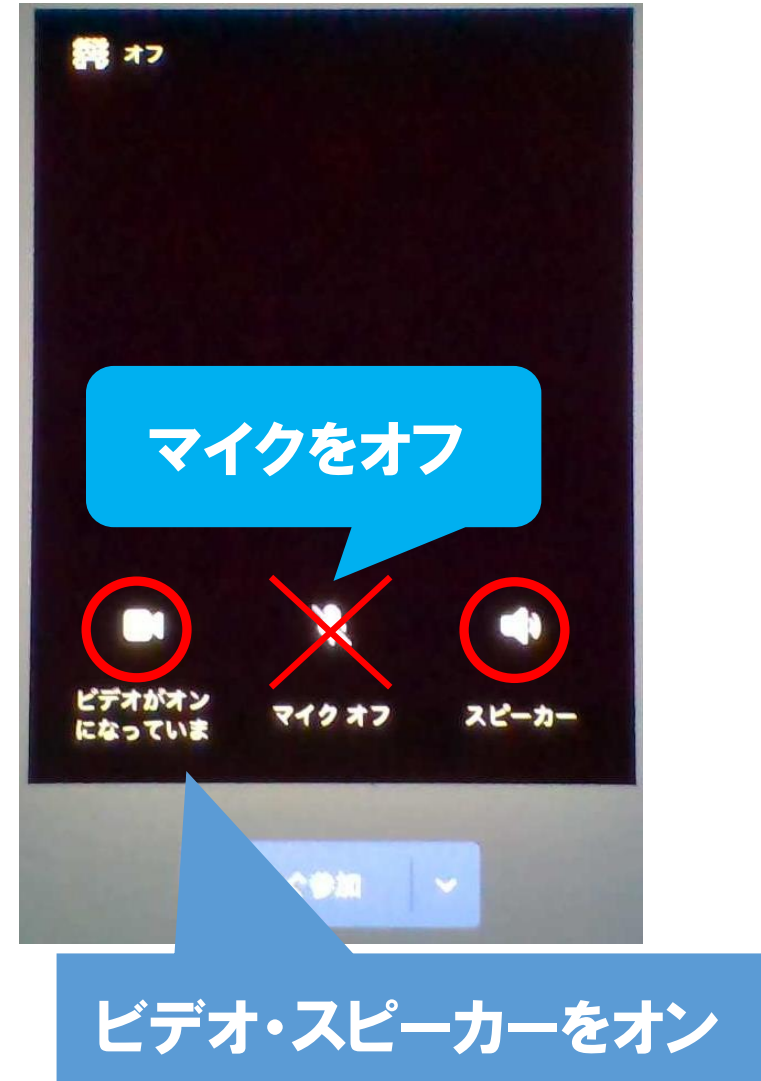 オフ
マイクをオフ
ビデオがオン
になっていま
マイク オフ
スピーカー
ぐ参加
ビデオ・スピーカーをオン